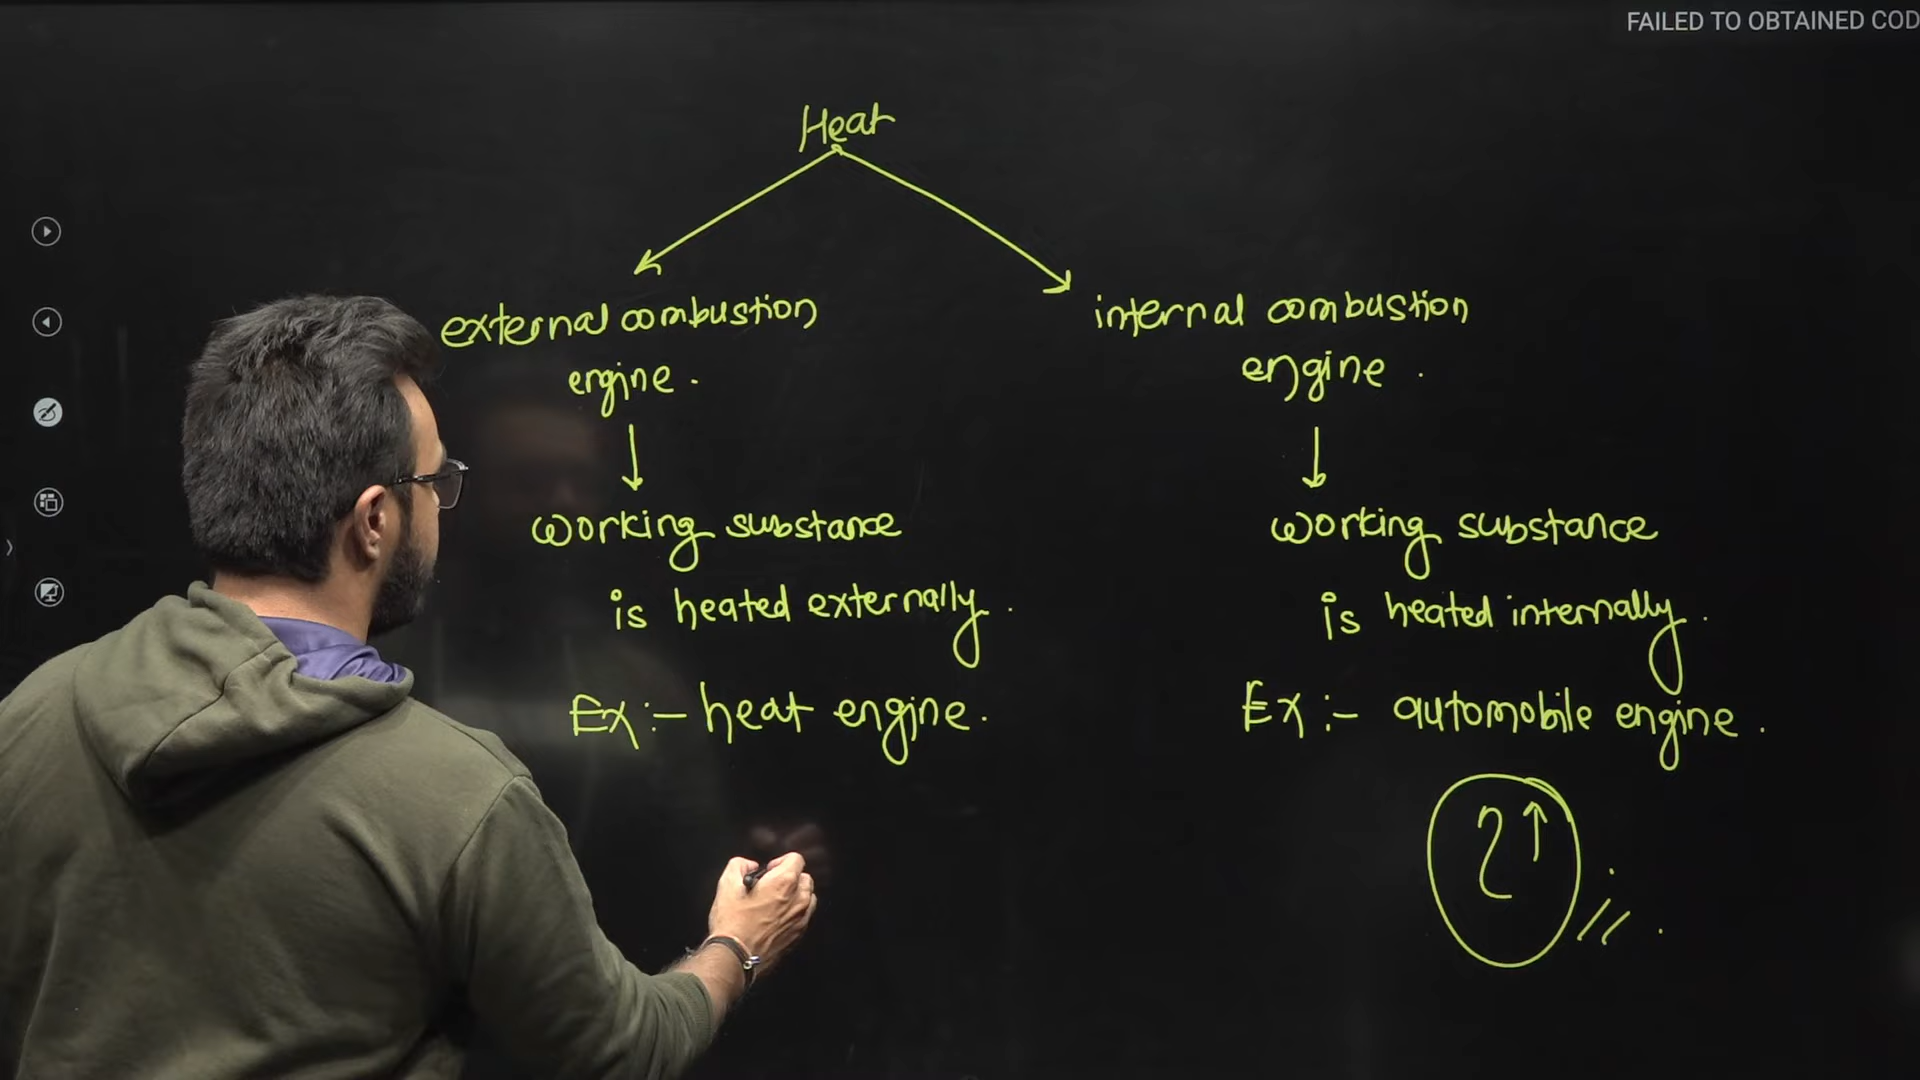 FAILED TO OBTAINED COD
Heat
external combustion
engine.
working substance
is heated externally.
Ex:- heat engine.
internal combustion
engine.
working substance
is heated internally.
Ex:- automobile engine.
η↑